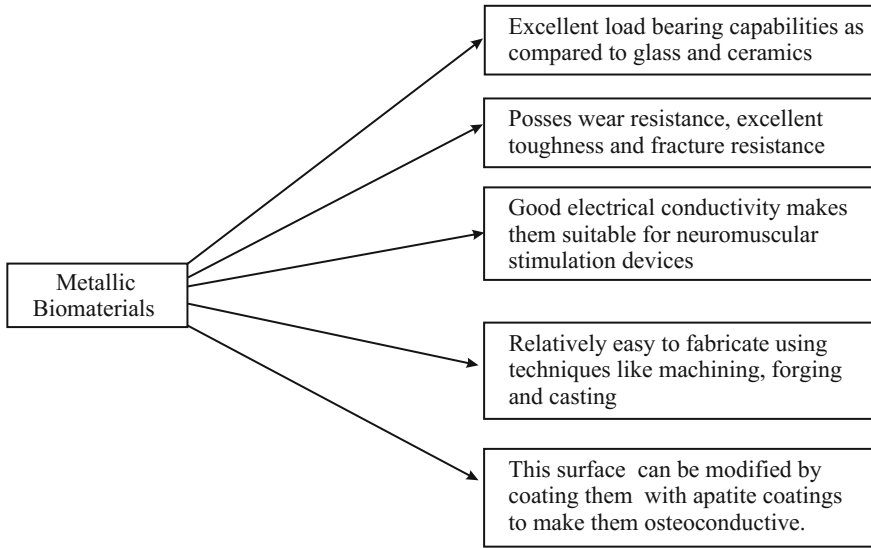 Excellent load bearing capabilities as
compared to glass and ceramics
Posses wear resistance, excellent
toughness and fracture resistance
Good electrical conductivity makes
them suitable for neuromuscular
stimulation devices
Metallic
Biomaterials
Relatively easy to fabricate using
techniques like machining, forging
and casting
This surface can be modified by
coating them with apatite coatings
to make them osteoconductive.